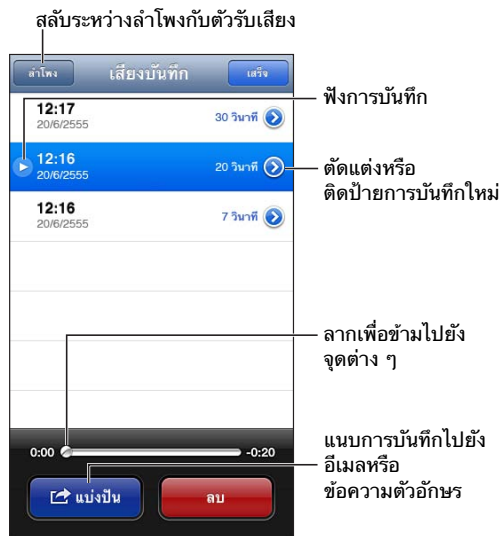 สลับระหว่างลำโพงกับตัวรับเสียง
ลำโพง
เสียงบันทึก
เสร็จ
12:17
20/6/2555
30 วินาที
ฟังการบันทึก
12:16
20/6/2555
20 วินาที
ตัดแต่งหรือ
ติดป้ายการบันทึกใหม่
12:16
20/6/2555
7 วินาที
ลากเพื่อข้ามไปยัง
จุดต่าง ๆ
0:00
-0:20
แนบการบันทึกไปยัง
อีเมลหรือ
ข้อความตัวอักษร
แบ่งปัน
ลบ